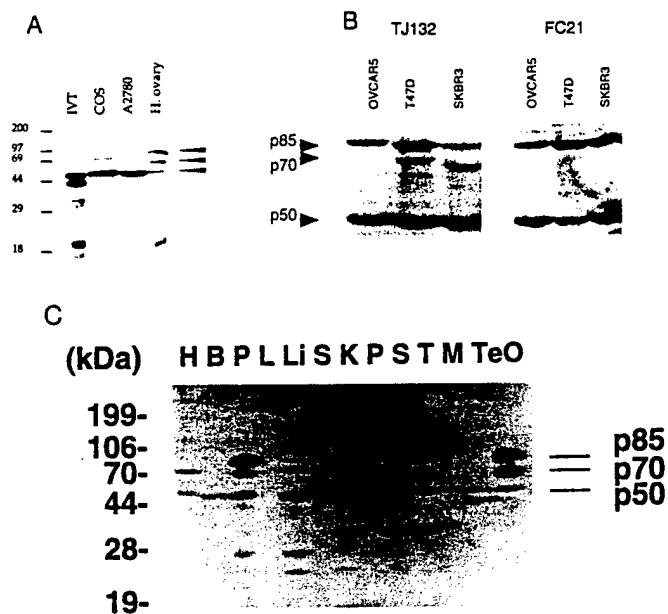 A
IVT
COS
A2780
H. ovary
200
97
69
44
29
18
B
TJ132
FC21
OVCAR5
T47D
SKBR3
OVCAR5
T47D
SKBR3
p85
p70
p50
C
(kDa)
H B P L Li S K P S T M Te O
199-
106-
70-
44-
28-
19-
p85
p70
p50